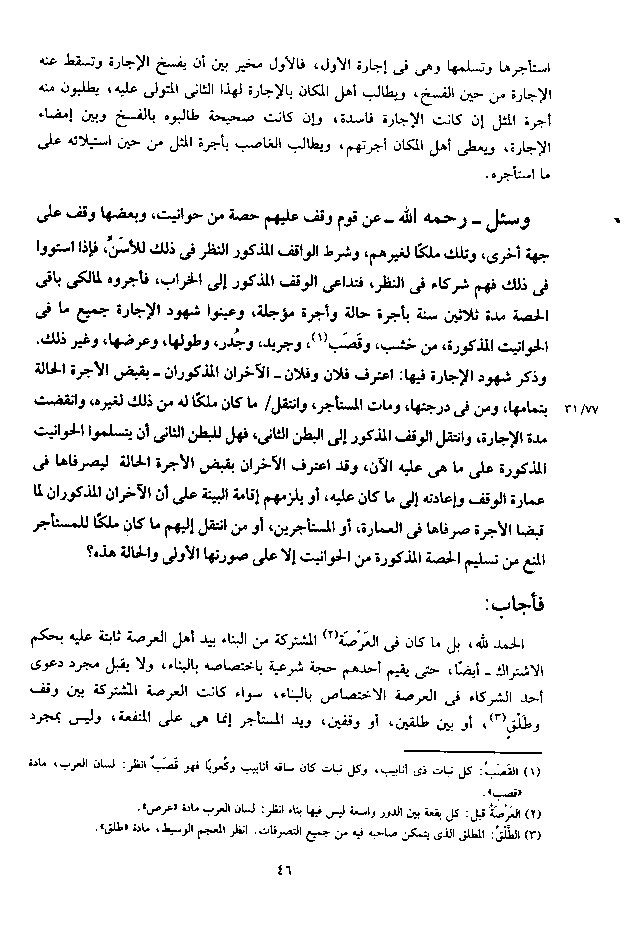 استأجرها وتسلمها وهى فى إجارة الأول، فالأول مخير بين أن يفسخ الإجارة وتسقط عنه
الإجارة من حين الفسخ، ويطالب أهل المكان بالإجارة لهذا الثانى المتولى عليه، يطلبون منه
أجرة المثل إن كانت الإجارة فاسدة، وإن كانت صحيحة طالبوه بالفسخ وبين إمضاء
الإجارة، ويعطى أهل المكان أجرتهم، ويطالب الغاصب بأجرة المثل من حين استيلائه على
ما استأجره.
وسئل ـ رحمه الله ـ عن قوم وقف عليهم حصة من حوانيت، وبعضها وقف على
جهة أخرى، وتلك ملكًا لغيرهم، وشرط الواقف المذكور النظر فى ذلك للأسَنِّ، فإذا استووا
فى ذلك فهم شركاء فى النظر، فتداعى الوقف المذكور إلى الخراب، فأجروه لمالكى باقى
الحصة مدة ثلاثين سنة بأجرة حالة وأجرة مؤجلة، وعينوا شهود الإجارة جميع ما فى
الحوانيت المذكورة، من خشب، وقَصَب(١)، وجريد، وجُدر، وطولها، وعرضها، وغير ذلك.
وذكر شهود الإجارة فيها: اعترف فلان وفلان ـ الآخران المذكوران ـ بقبض الأجرة الحالة
بتمامها، ومن فى درجتها، ومات المستأجر، وانتقل/ ما كان ملكًا له من ذلك لغيره، وانقضت
٣١/٧٧
مدة الإجارة، وانتقل الوقف المذكور إلى البطن الثانى، فهل للبطن الثانى أن يتسلموا الحوانيت
المذكورة على ما هى عليه الآن، وقد اعترف الآخران بقبض الأجرة الحالة ليصرفاها فى
عمارة الوقف وإعادته إلى ما كان عليه، أو يلزمهم إقامة البينة على أن الآخران المذكوران لما
قبضا الأجرة صرفاها فى العمارة، أو المستأجرين، أو من انتقل إليهم ما كان ملكًا للمستأجر
المنع من تسليم الحصة المذكورة من الحوانيت إلا على صورتها الأولى والحالة هذه؟
فأجاب:
الحمد لله، بل ما كان فى العَرْصَة(٢) المشتركة من البناء بيد أهل العرصة ثابتة عليه بحكم
الاشتراك ـ أيضًا، حتى يقيم أحدهم حجة شرعية باختصاصه بالبناء، ولا يقبل مجرد دعوى
أحد الشركاء فى العرصة الاختصاص بالبناء، سواء كانت العرصة المشتركة بين وقف
وطَلْقٍ(٣)، أو بين طلقين، أو وقفين، ويد المستأجر إنما هى على المنفعة، وليس بمجرد
(١) القَصَبُ: كل نبات ذى أنابيب، وكل نبات كان ساقه أنابيب وكُعوبًا فهو قَصَبٌ انظر: لسان العرب، مادة
«قصب».
(٢) العَرْصَةُ قيل: كل بقعة بين الدور واسعة ليس فيها بناء انظر: لسان العرب مادة «عرص».
(٣) الطَّلْقُ: المطلق الذى يتمكن صاحبه فيه من جميع التصرفات. انظر المعجم الوسيط، مادة «طلق».
٤٦